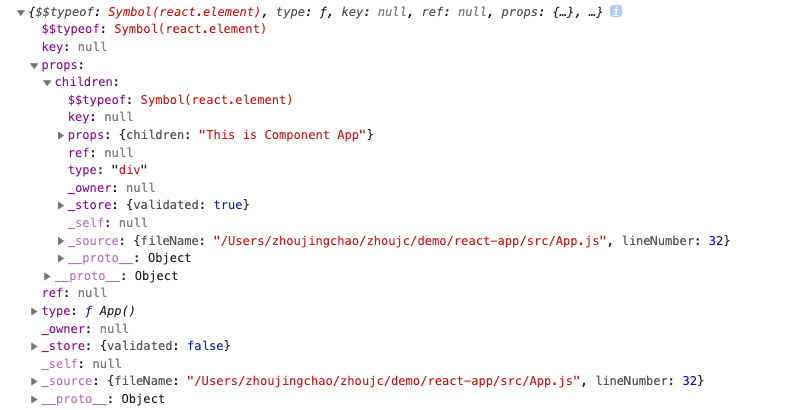 {$$typeof: Symbol(react.element), type: ƒ, key: null, ref: null, props: {…}, …} i
$$typeof: Symbol(react.element)
key: null
props:
children:
$$typeof: Symbol(react.element)
key: null
props: {children: "This is Component App"}
ref: null
type: "div"
_owner: null
_store: {validated: true}
_self: null
_source: {fileName: "/Users/zhoujingchao/zhoujc/demo/react-app/src/App.js", lineNumber: 32}
__proto__: Object
__proto__: Object
ref: null
type: ƒ App()
_owner: null
_store: {validated: false}
_self: null
_source: {fileName: "/Users/zhoujingchao/zhoujc/demo/react-app/src/App.js", lineNumber: 32}
__proto__: Object